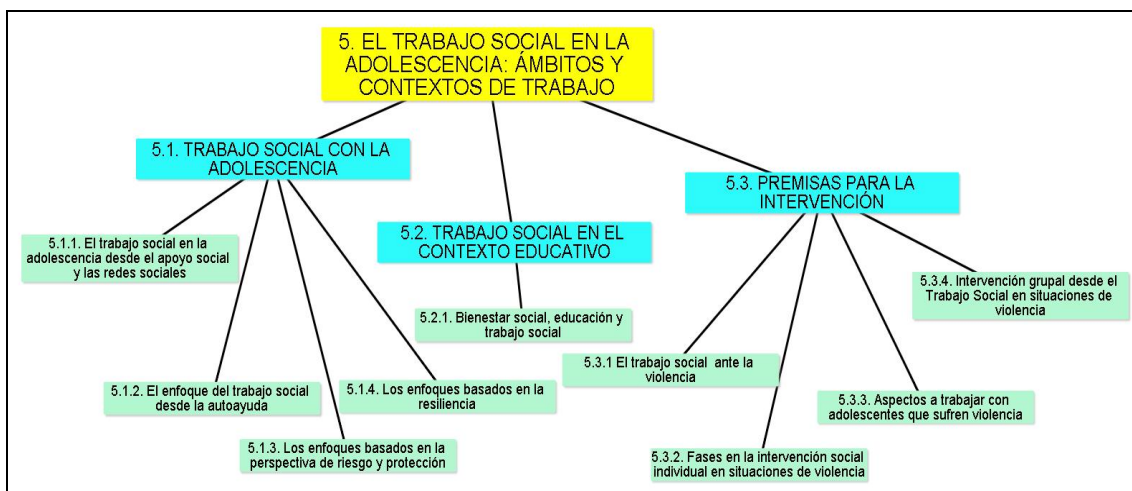 5. EL TRABAJO SOCIAL EN LA
ADOLESCENCIA: ÁMBITOS Y
CONTEXTOS DE TRABAJO
5.1. TRABAJO SOCIAL CON LA
ADOLESCENCIA
5.1.1. El trabajo social en la
adolescencia desde el apoyo social
y las redes sociales
5.1.2. El enfoque del trabajo social
desde la autoayuda
5.1.3. Los enfoques basados en la
perspectiva de riesgo y protección
5.1.4. Los enfoques basados en la
resiliencia
5.2. TRABAJO SOCIAL EN EL
CONTEXTO EDUCATIVO
5.2.1. Bienestar social, educación y
trabajo social
5.3. PREMISAS PARA LA
INTERVENCIÓN
5.3.1 El trabajo social ante la
violencia
5.3.2. Fases en la intervención social
individual en situaciones de violencia
5.3.3. Aspectos a trabajar con
adolescentes que sufren violencia
5.3.4. Intervención grupal desde el
Trabajo Social en situaciones de
violencia